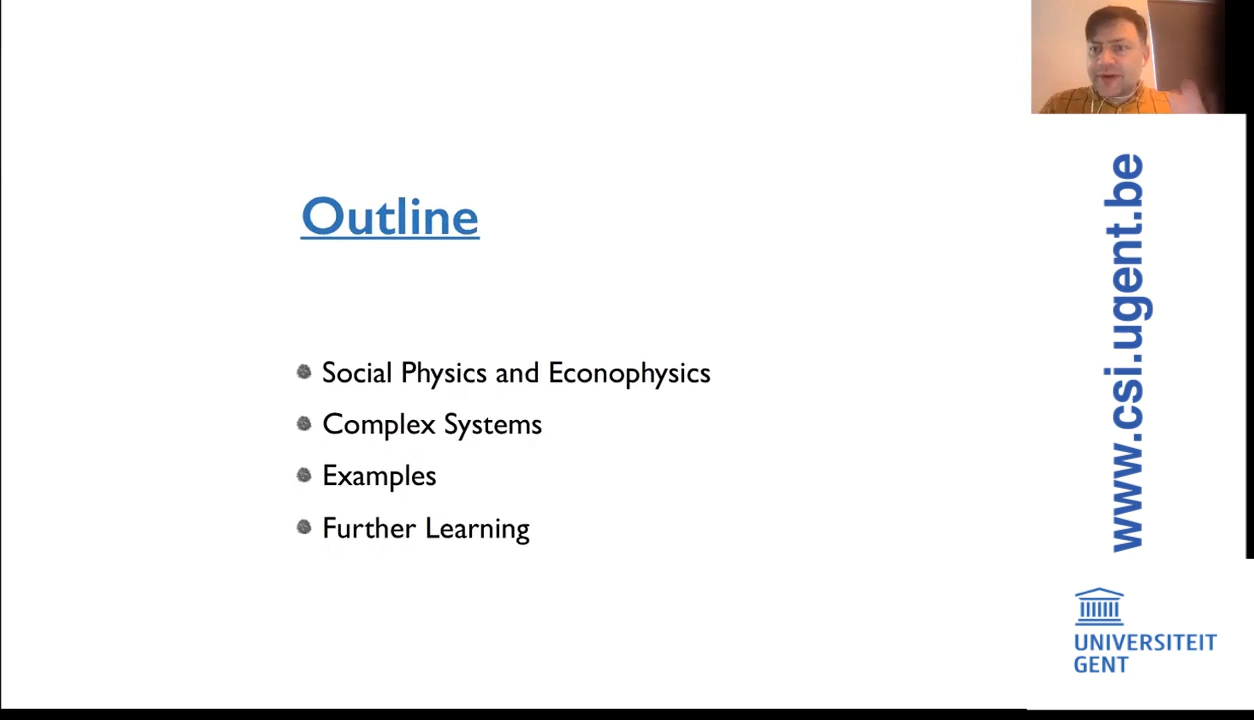 Outline
Social Physics and Econophysics
Complex Systems
Examples
Further Learning
www.csi.ugent.be
UNIVERSITEIT
GENT